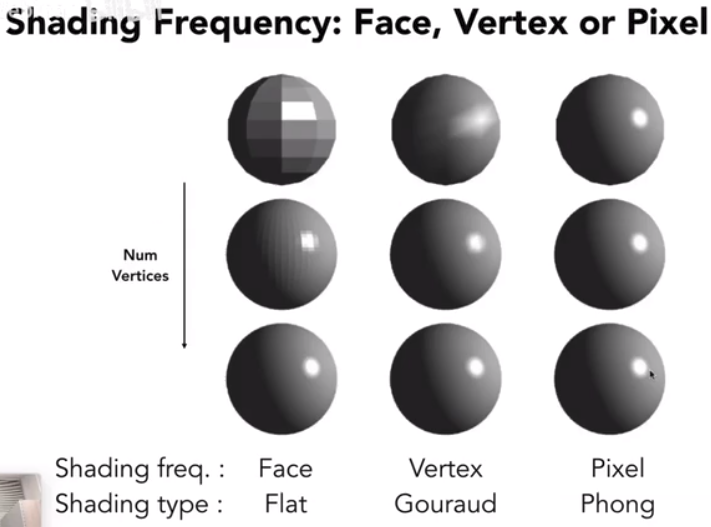 Shading Frequency: Face, Vertex or Pixel
Num
Vertices
Shading freq. : Face Vertex Pixel
Shading type : Flat Gouraud Phong